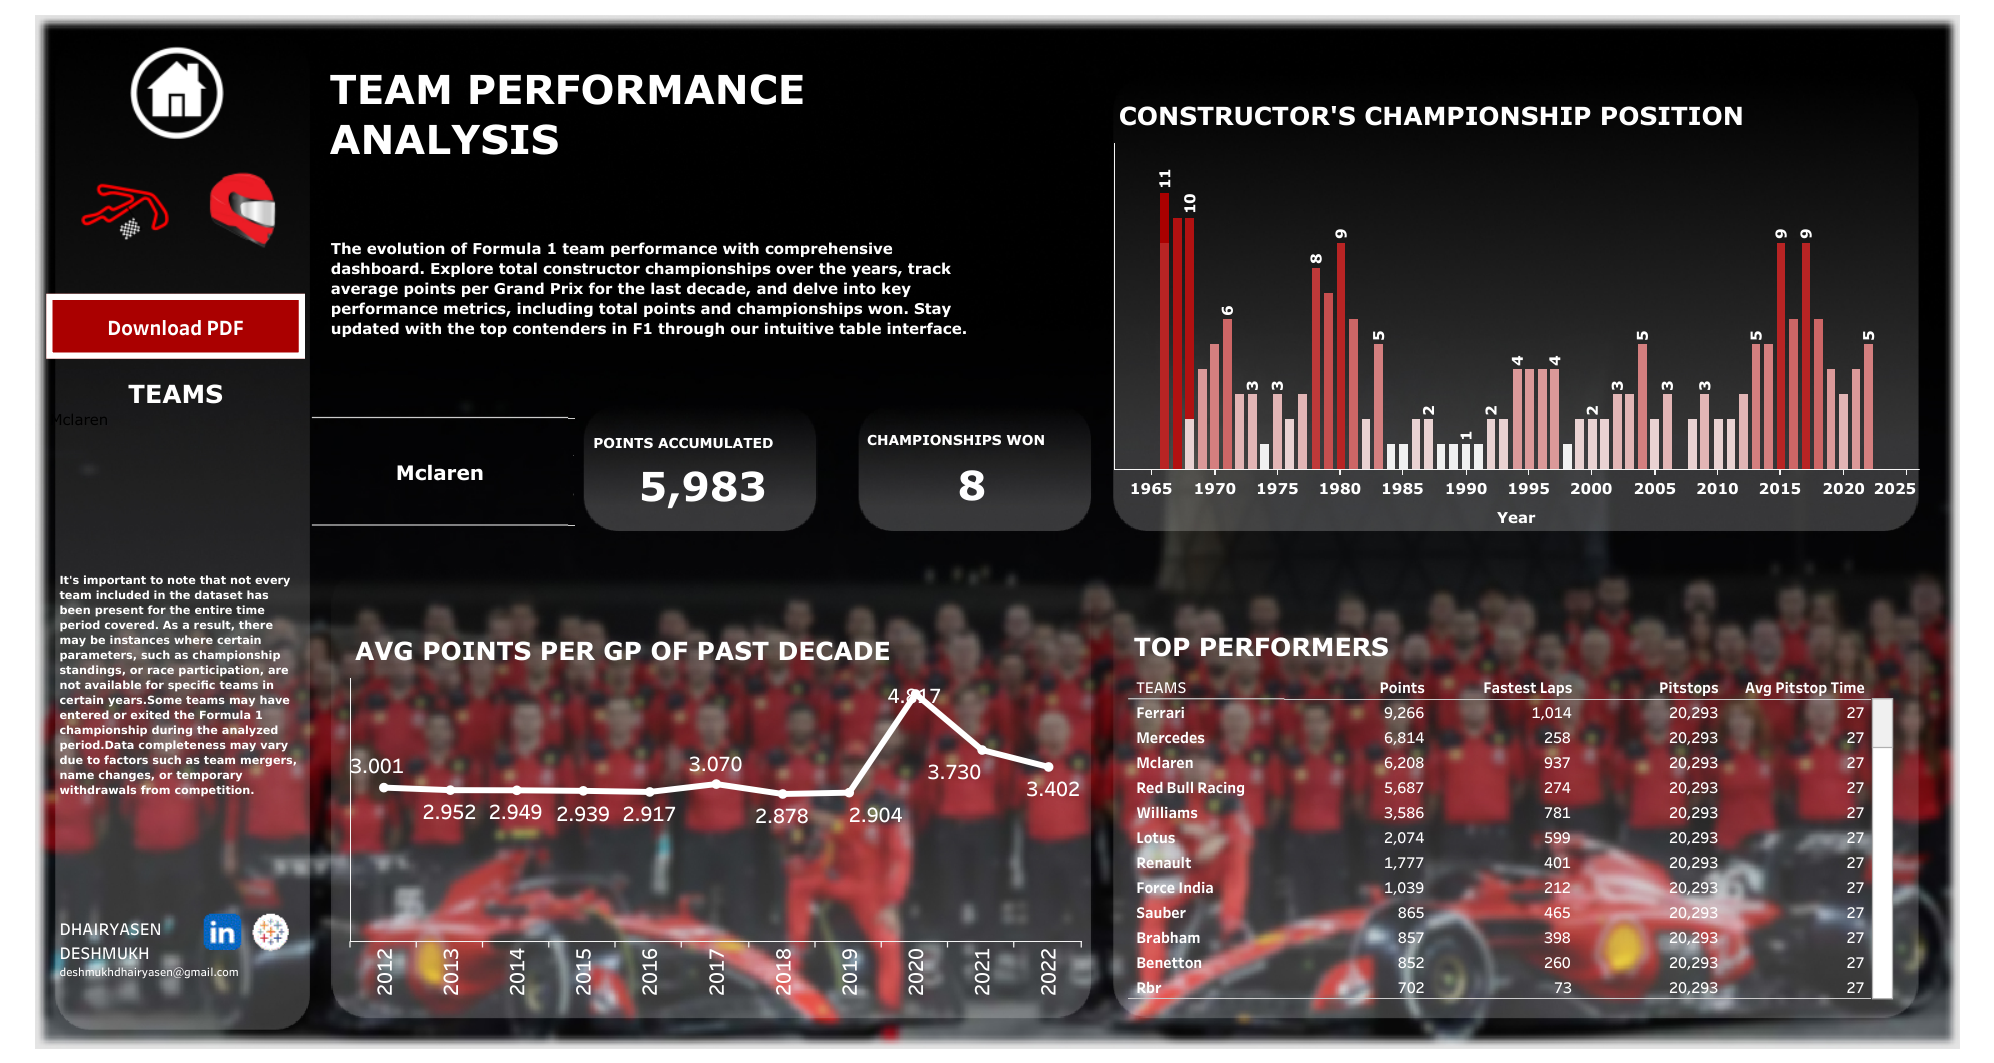 TEAM PERFORMANCE
ANALYSIS
The evolution of Formula 1 team performance with comprehensive
dashboard. Explore total constructor championships over the years, track
average points per Grand Prix for the last decade, and delve into key
performance metrics, including total points and championships won. Stay
updated with the top contenders in F1 through our intuitive table interface.
Download PDF
TEAMS
Mclaren
It's important to note that not every
team included in the dataset has
been present for the entire time
period covered. As a result, there
may be instances where certain
parameters, such as championship
standings, or race participation, are
not available for specific teams in
certain years.Some teams may have
entered or exited the Formula 1
championship during the analyzed
period.Data completeness may vary
due to factors such as team mergers,
name changes, or temporary
withdrawals from competition.
DHAIRYASEN
DESHMUKH
deshmukhdhairyasen@gmail.com
in
Mclaren
POINTS ACCUMULATED
5,983
CHAMPIONSHIPS WON
8
CONSTRUCTOR'S CHAMPIONSHIP POSITION
11 10 6 3 3 8 9 5 2 1 2 4 4 2 3 5 3 3 5 9 9 5
1965 1970 1975 1980 1985 1990 1995 2000 2005 2010 2015 2020 2025
Year
AVG POINTS PER GP OF PAST DECADE
3.001 2.952 2.949 2.939 2.917 3.070 2.878 2.904 4.817 3.730 3.402
2012 2013 2014 2015 2016 2017 2018 2019 2020 2021 2022
TOP PERFORMERS
TEAMS Points Fastest Laps Pitstops Avg Pitstop Time
Ferrari 9,266 1,014 20,293 27
Mercedes 6,814 258 20,293 27
Mclaren 6,208 937 20,293 27
Red Bull Racing 5,687 274 20,293 27
Williams 3,586 781 20,293 27
Lotus 2,074 599 20,293 27
Renault 1,777 401 20,293 27
Force India 1,039 212 20,293 27
Sauber 865 465 20,293 27
Brabham 857 398 20,293 27
Benetton 852 260 20,293 27
Rbr 702 73 20,293 27